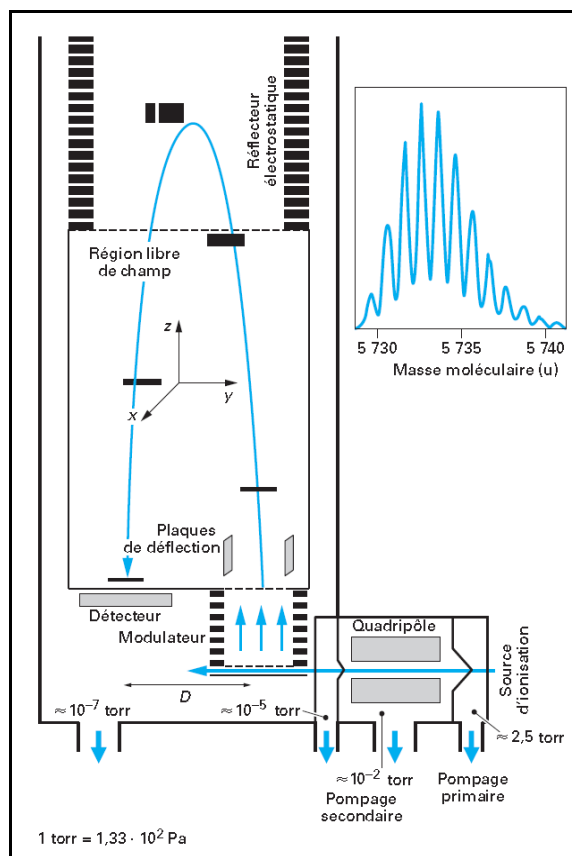 Réflecteur
électrostatique
Région libre
de champ
z
y
x
5 730
5 735
5 740
Masse moléculaire (u)
Plaques
de déflection
Détecteur
Modulateur
Quadripôle
Source
d'ionisation
D
≈ 10⁻⁷ torr
≈ 10⁻⁵ torr
≈ 10⁻² torr
≈ 2,5 torr
Pompage
secondaire
Pompage
primaire
1 torr = 1,33 · 10² Pa